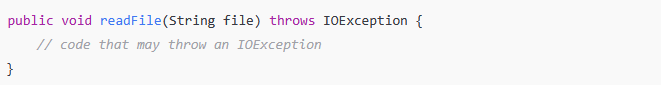 public void readFile(String file) throws IOException {
    // code that may throw an IOException
}